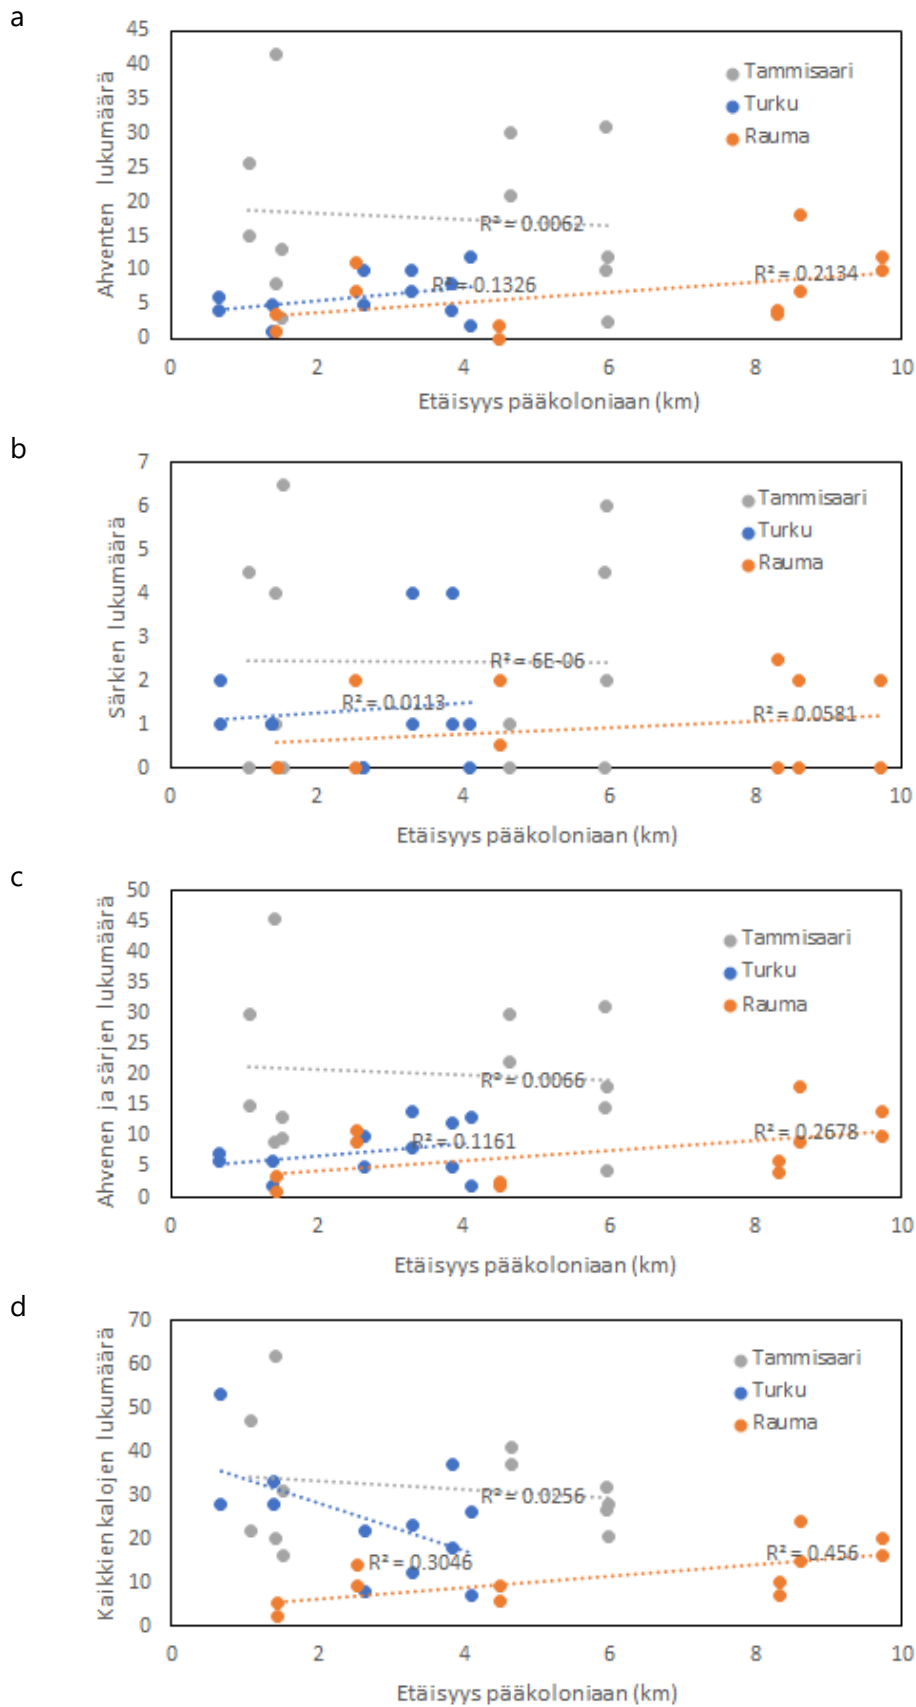 a
Ahventen lukumäärä
45
40
35
30
25
20
15
10
5
0
Tammisaari
Turku
Rauma
R² = 0.0062
R² = 0.1326
R² = 0.2134
0 2 4 6 8 10
Etäisyys pääkoloniaan (km)
b
Särkien lukumäärä
7
6
5
4
3
2
1
0
Tammisaari
Turku
Rauma
R² = 6E-06
R² = 0.0113
R² = 0.0581
0 2 4 6 8 10
Etäisyys pääkoloniaan (km)
c
Ahvenen ja särjen lukumäärä
50
45
40
35
30
25
20
15
10
5
0
Tammisaari
Turku
Rauma
R² = 0.0066
R² = 0.1161
R² = 0.2678
0 2 4 6 8 10
Etäisyys pääkoloniaan (km)
d
Kaikkien kalojen lukumäärä
70
60
50
40
30
20
10
0
Tammisaari
Turku
Rauma
R² = 0.0256
R² = 0.3046
R² = 0.456
0 2 4 6 8 10
Etäisyys pääkoloniaan (km)